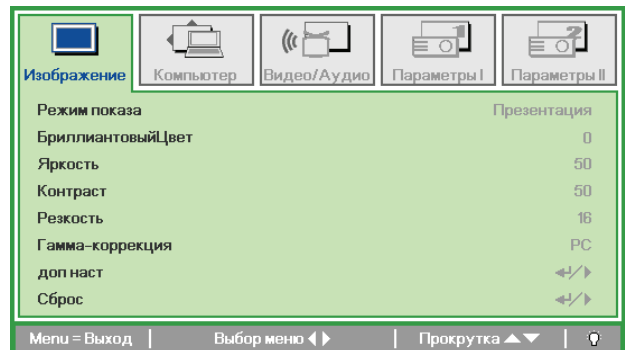 Изображение Компьютер Видео/Аудио Параметры I Параметры II
Режим показа Презентация
БриллиантовыйЦвет 0
Яркость 50
Контраст 50
Резкость 16
Гамма-коррекция PC
доп наст
Сброс
Menu = Выход Выбор меню Прокрутка